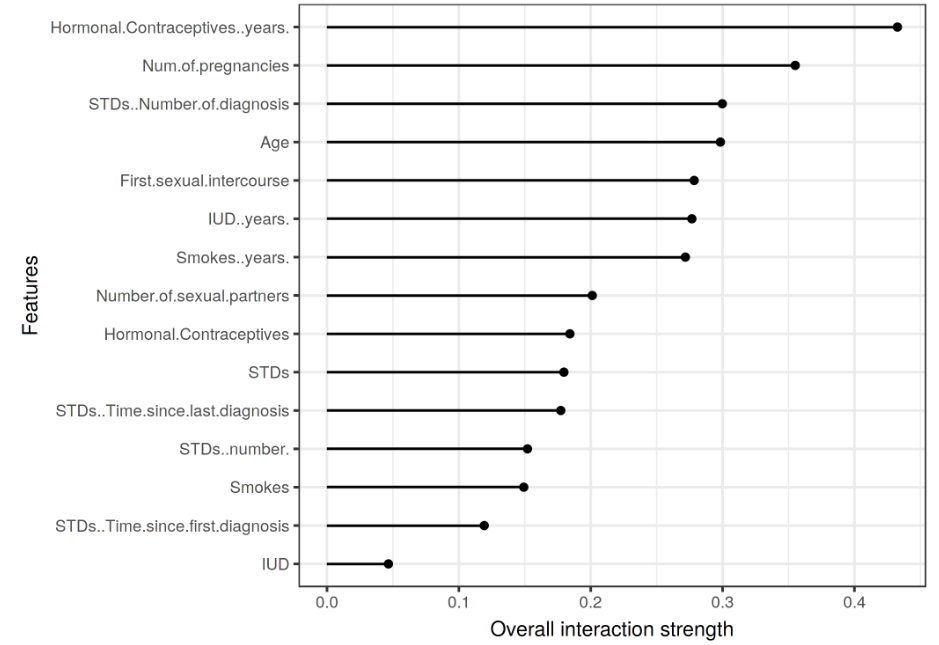 Hormonal.Contraceptives..years.
Num.of.pregnancies
STDs..Number.of.diagnosis
Age
First.sexual.intercourse
IUD..years.
Smokes..years.
Number.of.sexual.partners
Hormonal.Contraceptives
STDs
STDs..Time.since.last.diagnosis
STDs..number.
Smokes
STDs..Time.since.first.diagnosis
IUD
Features
0.0 0.1 0.2 0.3 0.4
Overall interaction strength